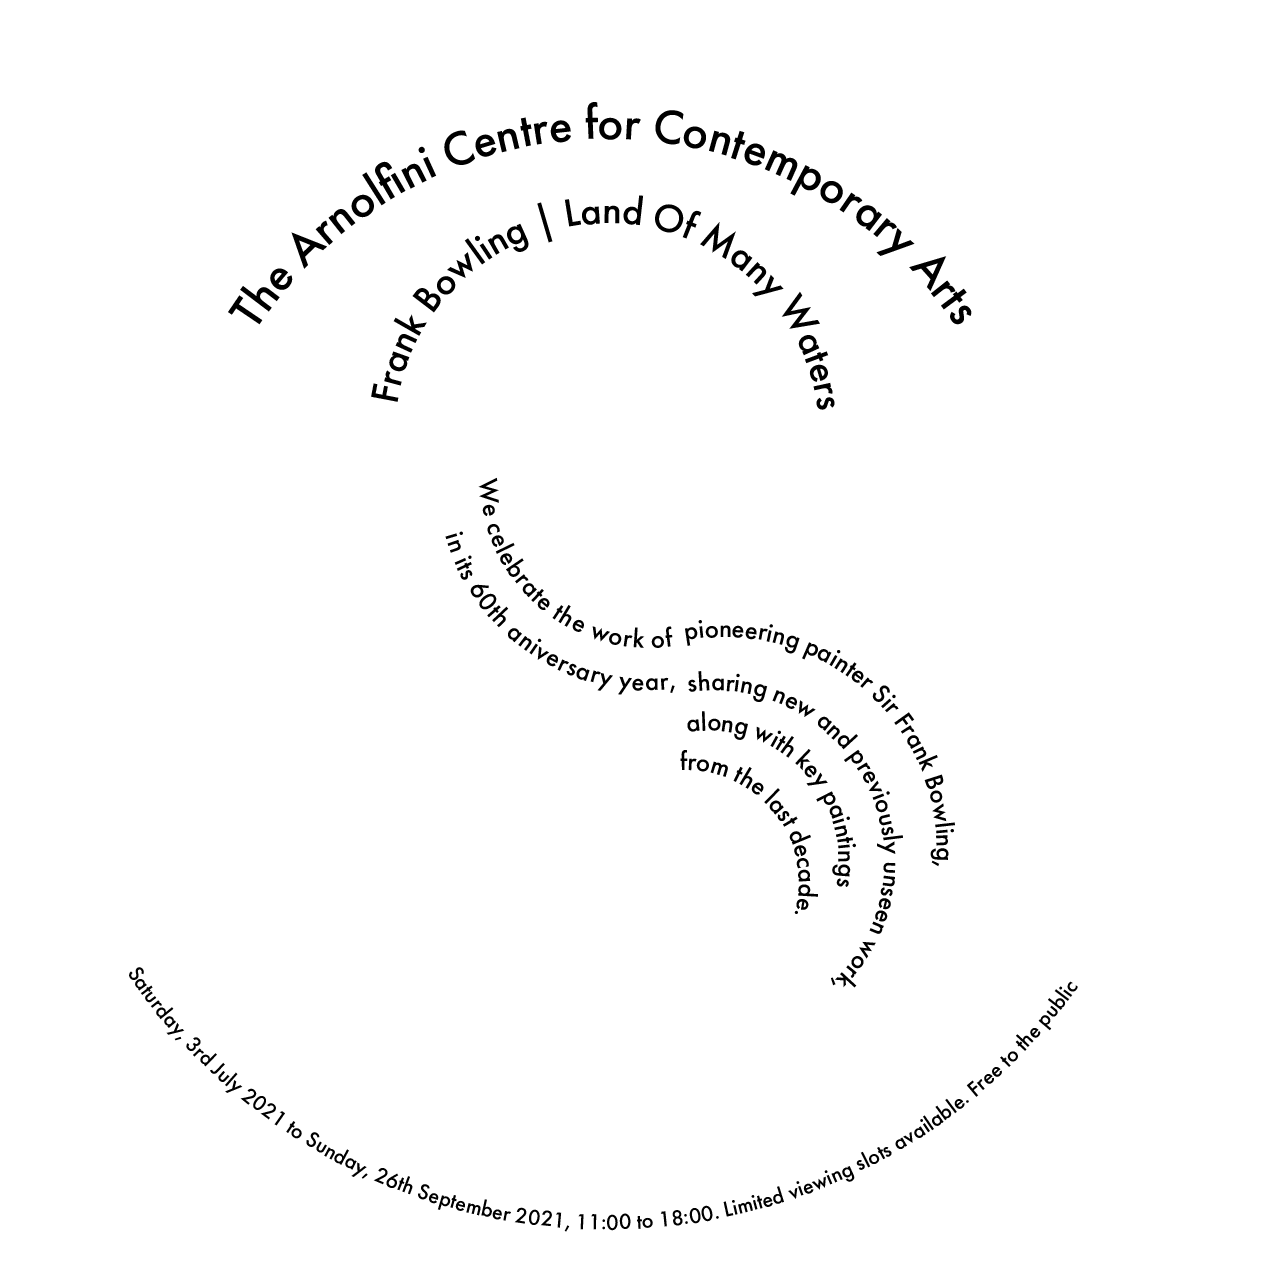 The Arnolfini Centre for Contemporary Arts
Frank Bowling | Land Of Many Waters
We celebrate the work of pioneering painter Sir Frank Bowling,
in its 60th aniversary year, sharing new and previously unseen work,
along with key paintings
from the last decade.
Saturday, 3rd July 2021 to Sunday, 26th September 2021, 11:00 to 18:00. Limited viewing slots available. Free to the public